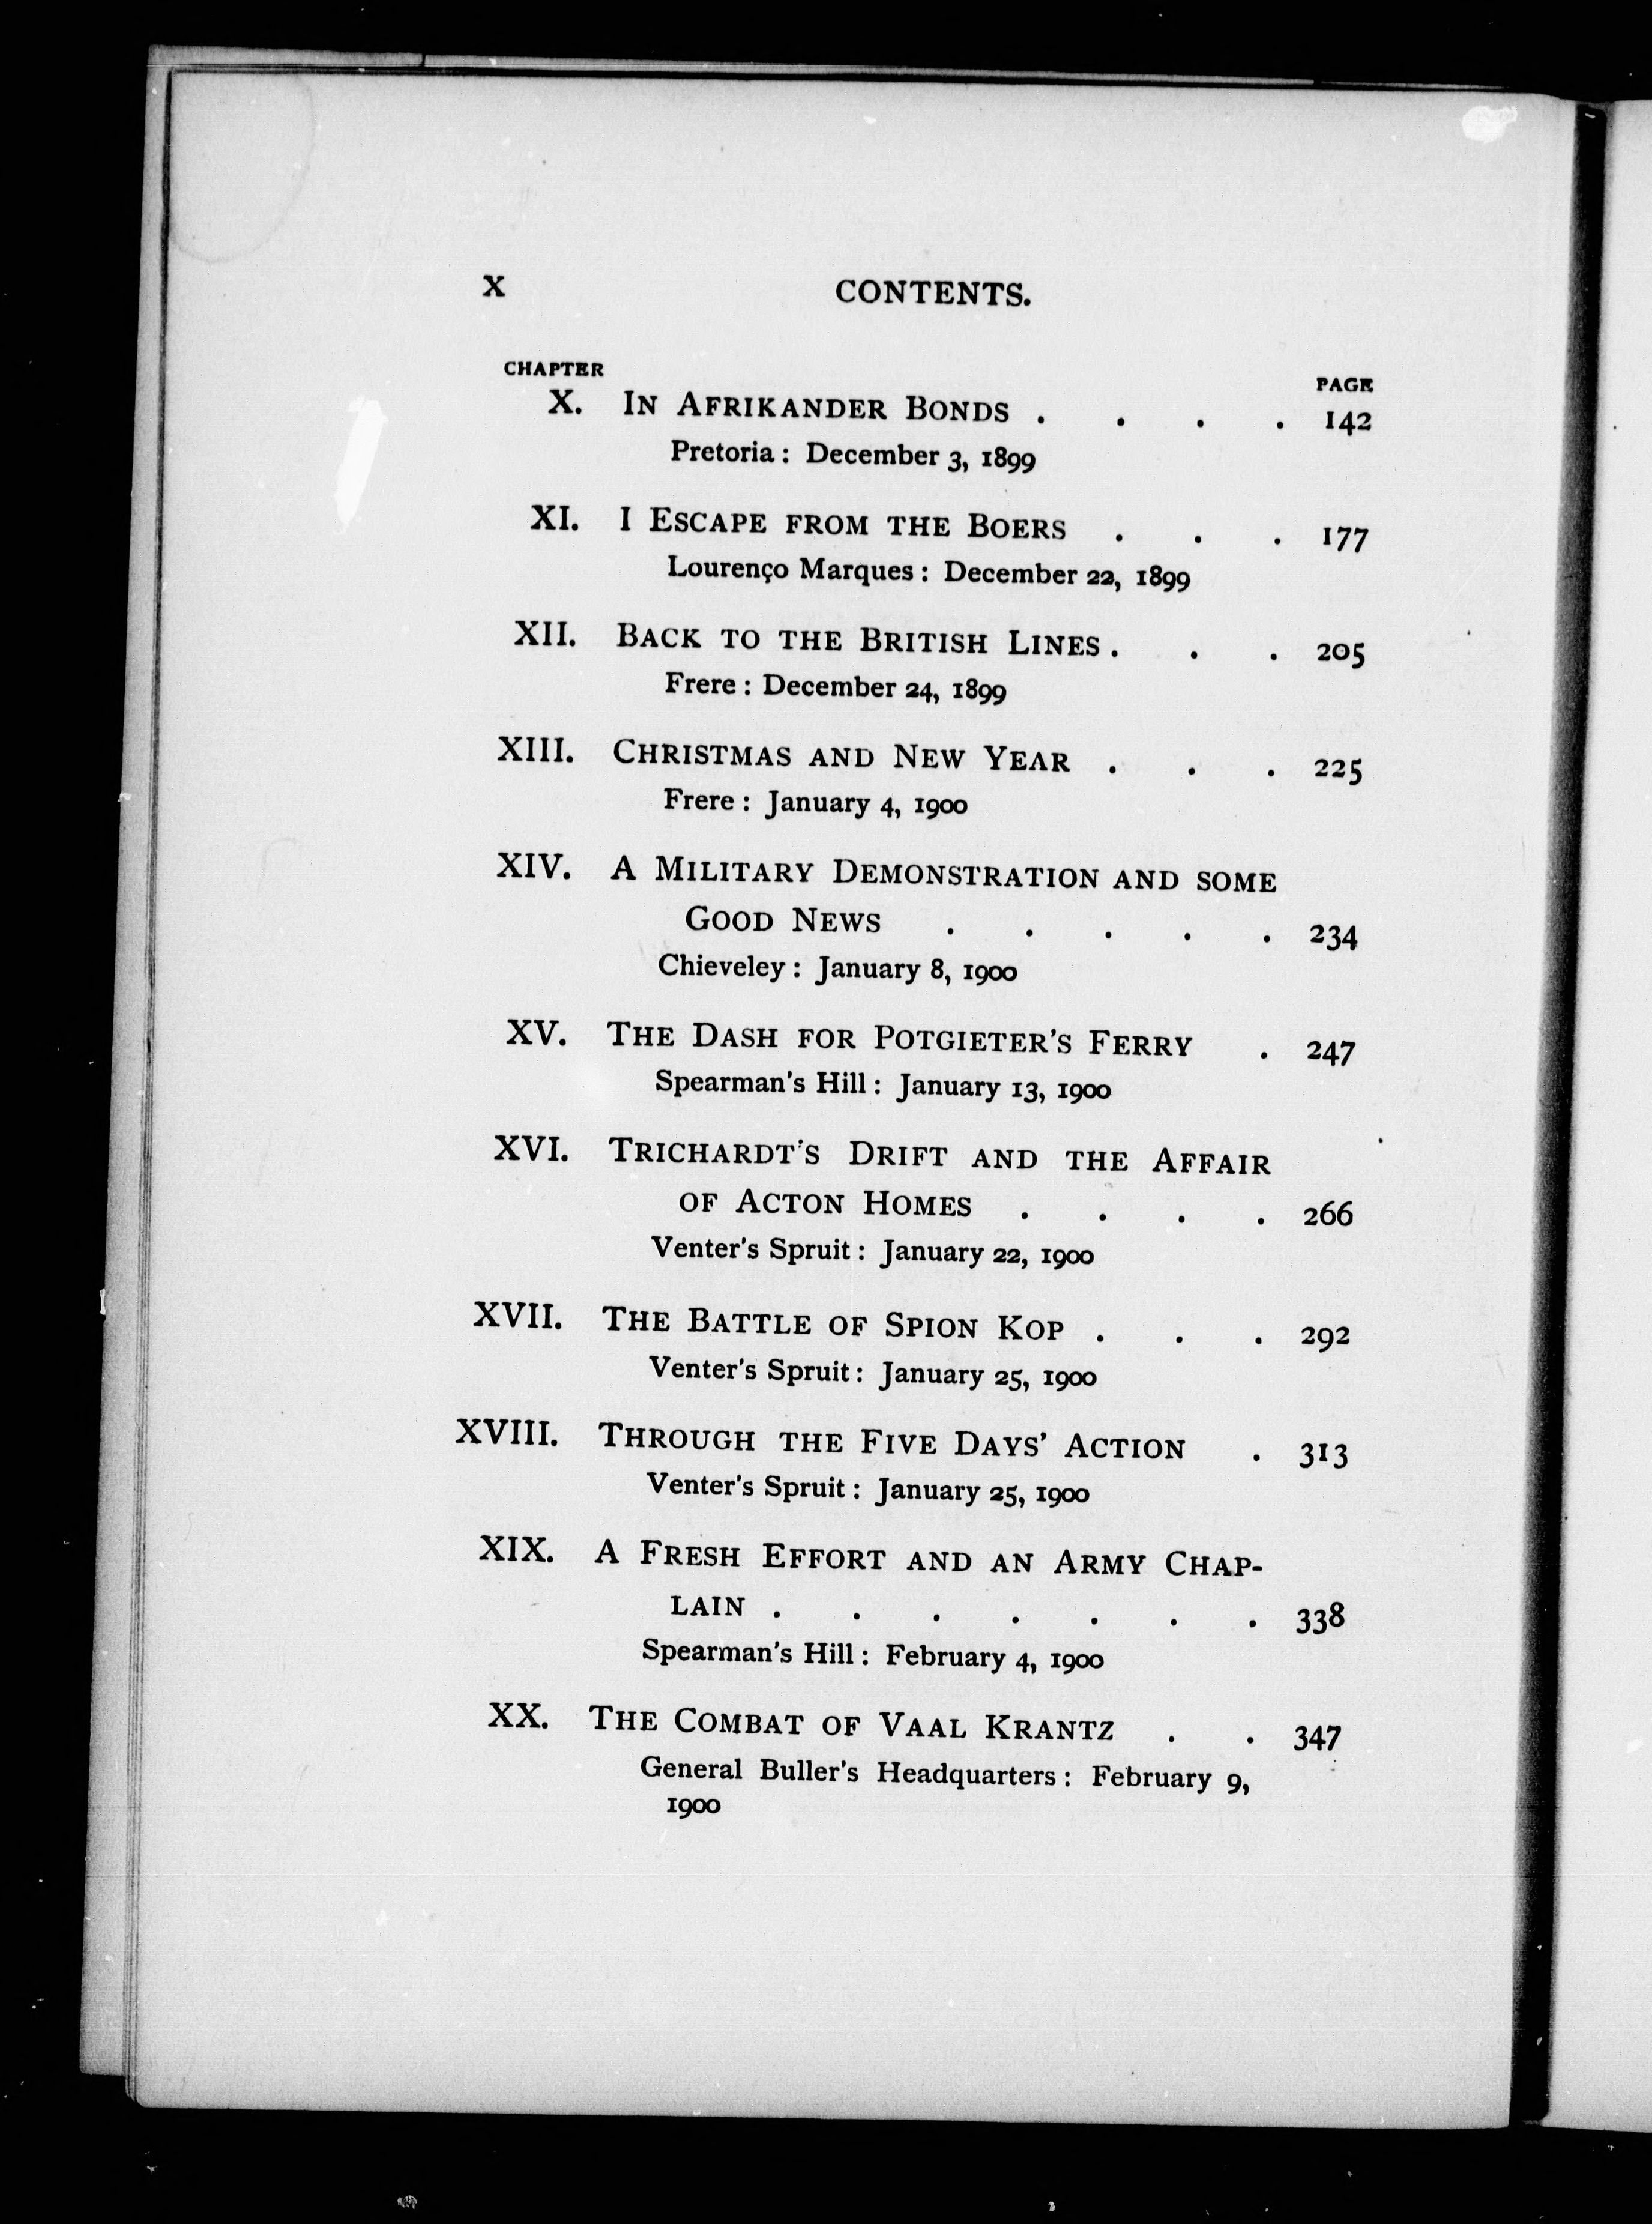 X CONTENTS.
CHAPTER PAGE
X. IN AFRIKANDER BONDS . . . . 142
Pretoria: December 3, 1899
XI. I ESCAPE FROM THE BOERS . . . 177
Lourenço Marques: December 22, 1899
XII. BACK TO THE BRITISH LINES . . . 205
Frere: December 24, 1899
XIII. CHRISTMAS AND NEW YEAR . . . 225
Frere: January 4, 1900
XIV. A MILITARY DEMONSTRATION AND SOME
GOOD NEWS . . . . . 234
Chieveley: January 8, 1900
XV. THE DASH FOR POTGIETER'S FERRY . 247
Spearman's Hill: January 13, 1900
XVI. TRICHARDT'S DRIFT AND THE AFFAIR
OF ACTON HOMES . . . . 266
Venter's Spruit: January 22, 1900
XVII. THE BATTLE OF SPION KOP . . . 292
Venter's Spruit: January 25, 1900
XVIII. THROUGH THE FIVE DAYS' ACTION . 313
Venter's Spruit: January 25, 1900
XIX. A FRESH EFFORT AND AN ARMY CHAP-
LAIN . . . . . . . 338
Spearman's Hill: February 4, 1900
XX. THE COMBAT OF VAAL KRANTZ . . 347
General Buller's Headquarters: February 9,
1900